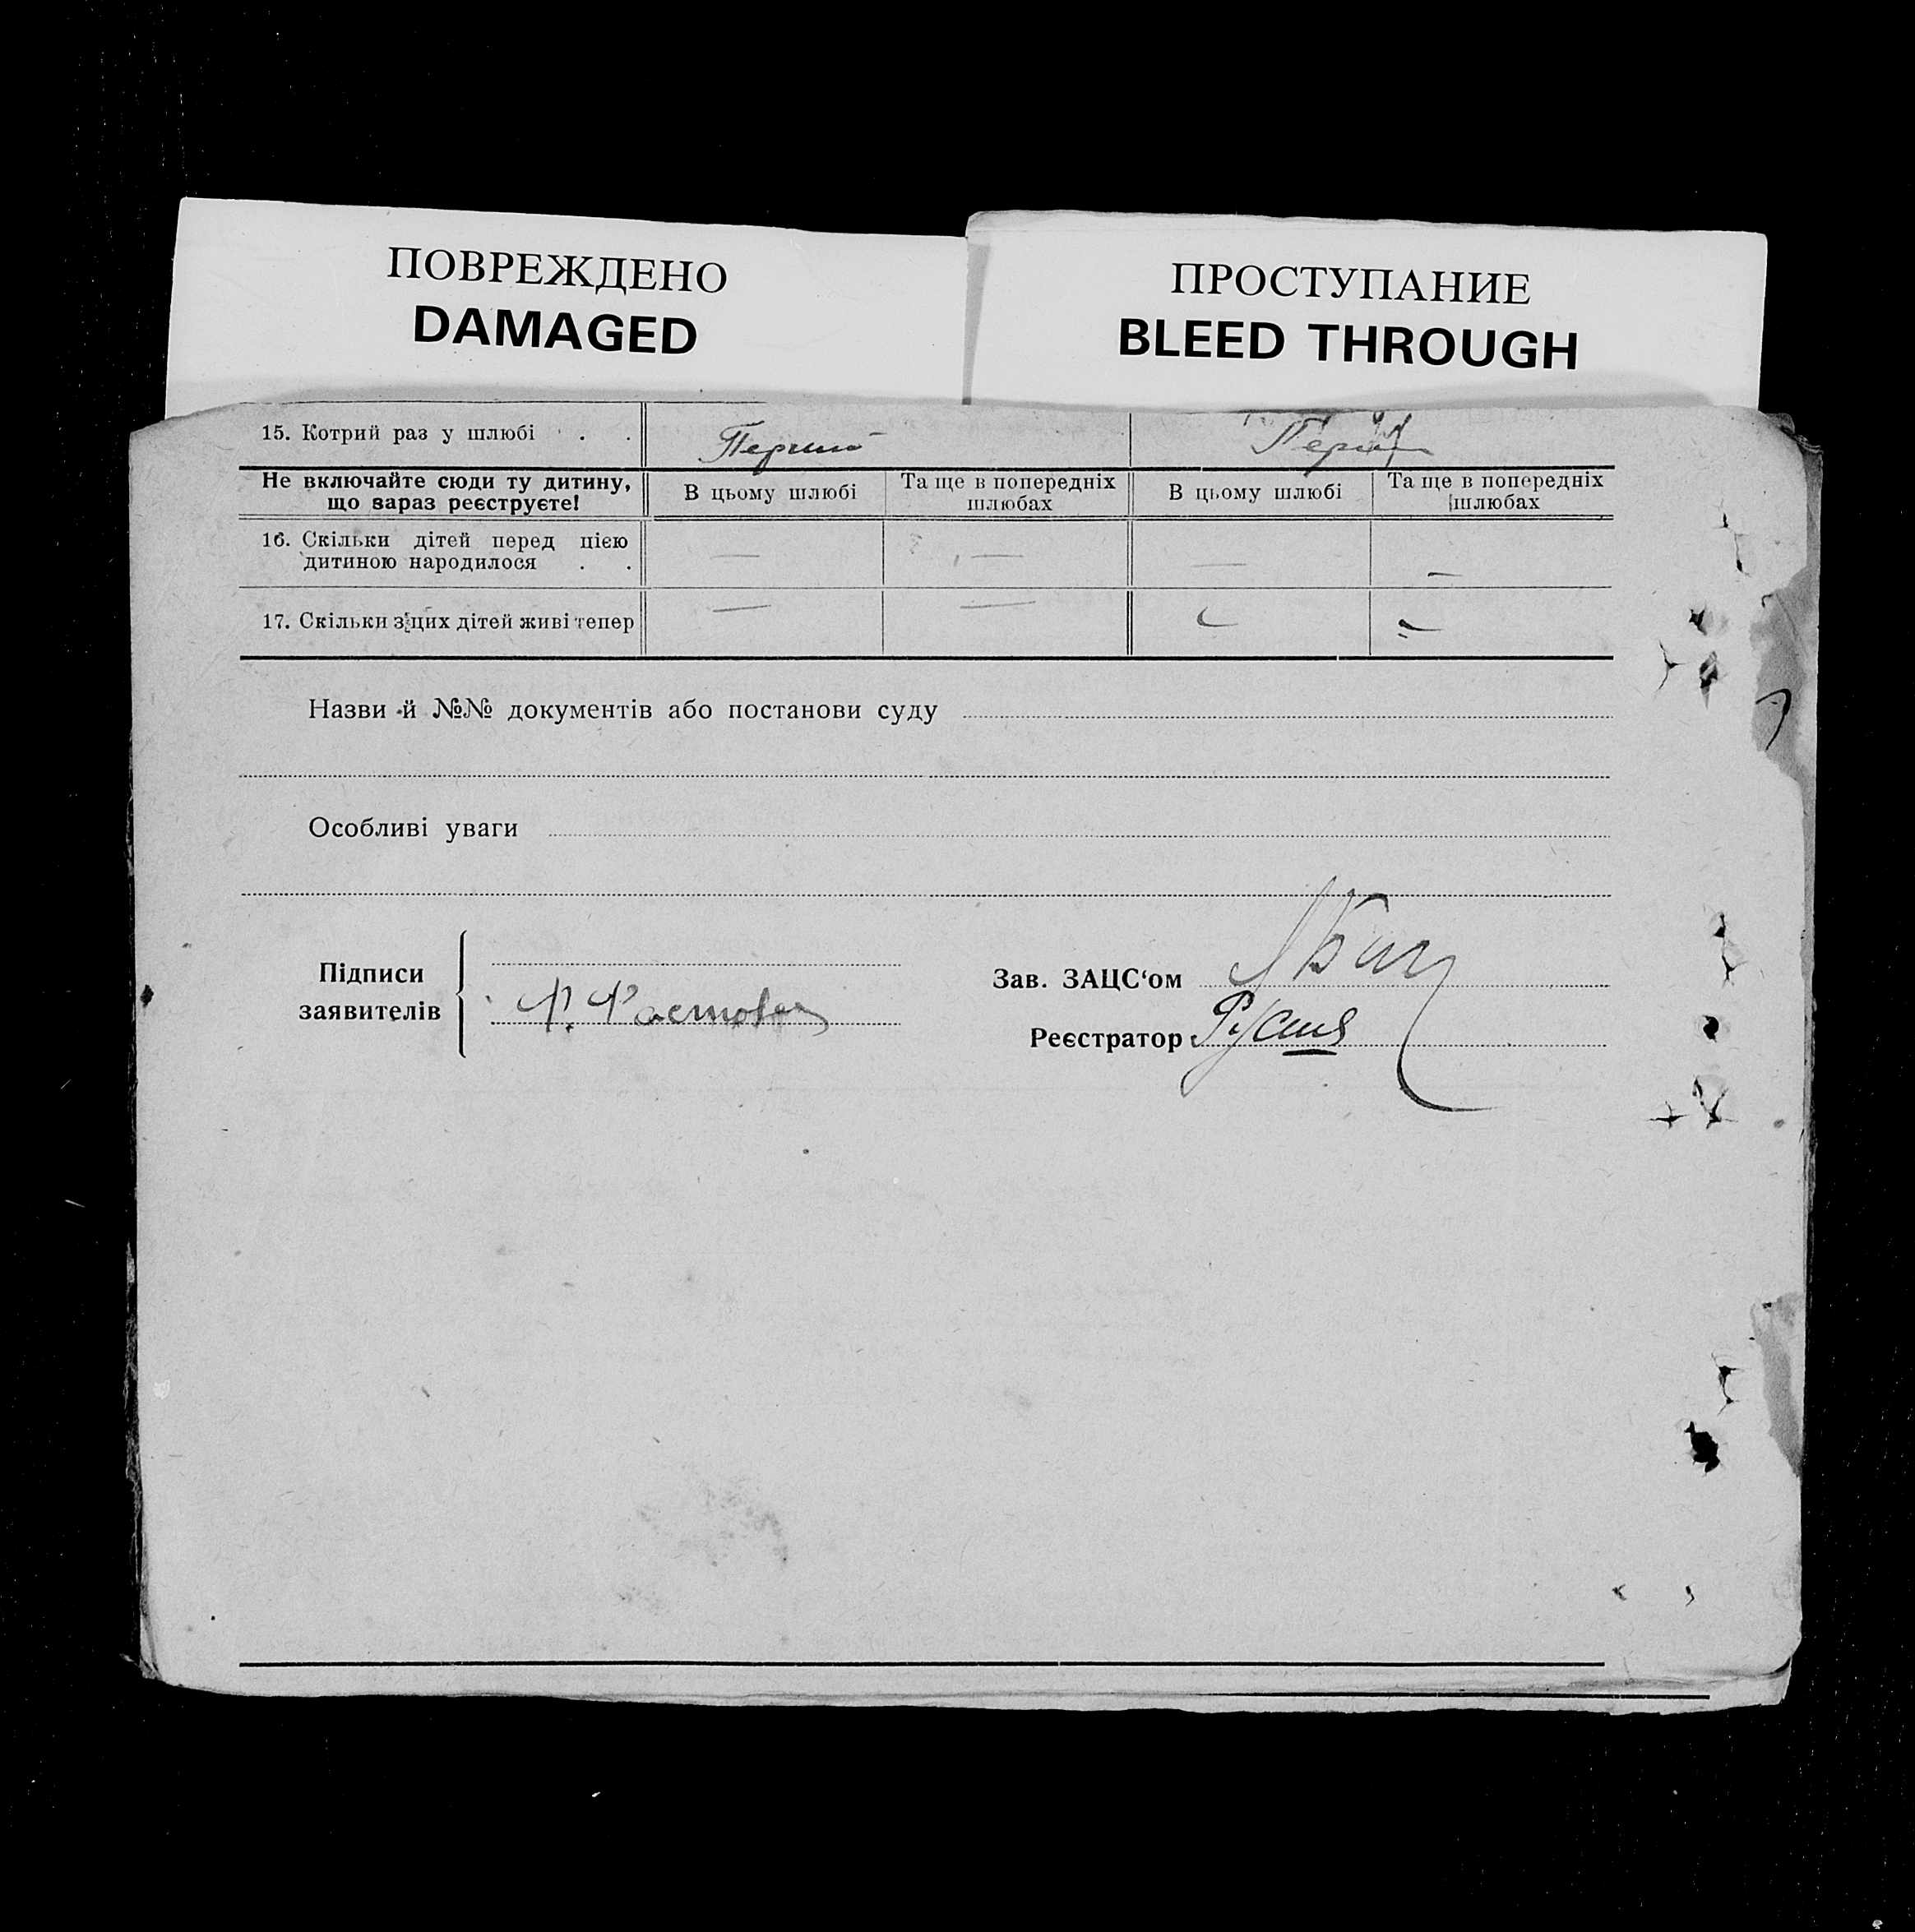 ПОВРЕЖДЕНО
DAMAGED
ПРОСТУПАНИЕ
BLEED THROUGH
15. Котрий раз у шлюбі . . Перший
Не включайте сюди ту дитину, що зараз реєструєте!
В цьому шлюбі
Та ще в попередніх шлюбах
В цьому шлюбі
Та ще в попередніх шлюбах
16. Скільки дітей перед цією
дитиною народилося . . — — — —
17. Скільки з цих дітей живі тепер — — — —
Назви й №№ документів або постанови суду
Особливі уваги
Підписи
заявителів
Зав. ЗАЦС‘ом
Реєстратор